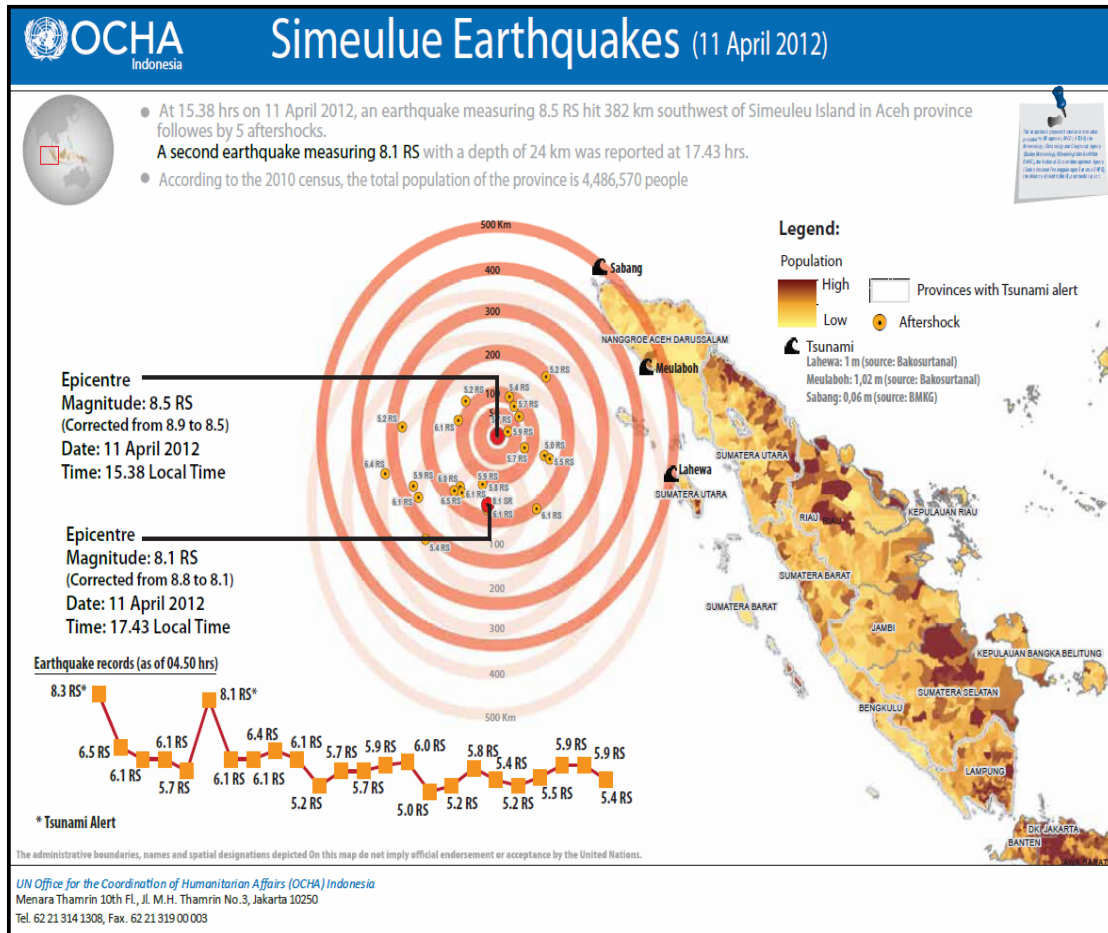 OCHA
Indonesia
Simeulue Earthquakes (11 April 2012)
At 15.38 hrs on 11 April 2012, an earthquake measuring 8.5 RS hit 382 km southwest of Simeuleu Island in Aceh province
followes by 5 aftershocks.
A second earthquake measuring 8.1 RS with a depth of 24 km was reported at 17.43 hrs.
According to the 2010 census, the total population of the province is 4,486,570 people
Legend:
Population
High
Low
Provinces with Tsunami alert
Aftershock
Tsunami
Lahewa: 1 m (source: Bakosurtanal)
Meulaboh: 1,02 m (source: Bakosurtanal)
Sabang: 0,06 m (source: BMKG)
500 Km
400
300
200
100
50
Sabang
NANGGROE ACEH DARUSSALAM
Meulaboh
Epicentre
Magnitude: 8.5 RS
(Corrected from 8.9 to 8.5)
Date: 11 April 2012
Time: 15.38 Local Time
5.2 RS
5.2 RS
5.4 RS
5.7 RS
5.2 RS
6.1 RS
5.9 RS
5.7 RS
5.0 RS
5.5 RS
6.4 RS
5.9 RS
6.0 RS
5.9 RS
5.8 RS
6.1 RS
6.5 RS
6.1 RS
8.1 SR
6.1 RS
6.1 RS
5.4 RS
Lahewa
SUMATERA UTARA
SUMATERA UTARA
RIAU
RIAU
KEPULAUAN RIAU
SUMATERA BARAT
SUMATERA BARAT
JAMBI
KEPULAUAN BANGKA BELITUNG
SUMATERA SELATAN
BENGKULU
LAMPUNG
DKI JAKARTA
BANTEN
JAWA BARAT
Epicentre
Magnitude: 8.1 RS
(Corrected from 8.8 to 8.1)
Date: 11 April 2012
Time: 17.43 Local Time
100
200
300
400
500 Km
Earthquake records (as of 04.50 hrs)
8.3 RS*
6.5 RS
6.1 RS
6.1 RS
5.7 RS
8.1 RS*
6.1 RS
6.1 RS
6.4 RS
6.1 RS
5.2 RS
5.7 RS
5.7 RS
5.9 RS
6.0 RS
5.0 RS
5.2 RS
5.8 RS
5.4 RS
5.2 RS
5.5 RS
5.9 RS
5.9 RS
5.4 RS
* Tsunami Alert
The administrative boundaries, names and spatial designations depicted On this map do not imply official endorsement or acceptance by the United Nations.
UN Office for the Coordination of Humanitarian Affairs (OCHA) Indonesia
Menara Thamrin 10th Fl., Jl. M.H. Thamrin No.3, Jakarta 10250
Tel. 62 21 314 1308, Fax. 62 21 319 00 003